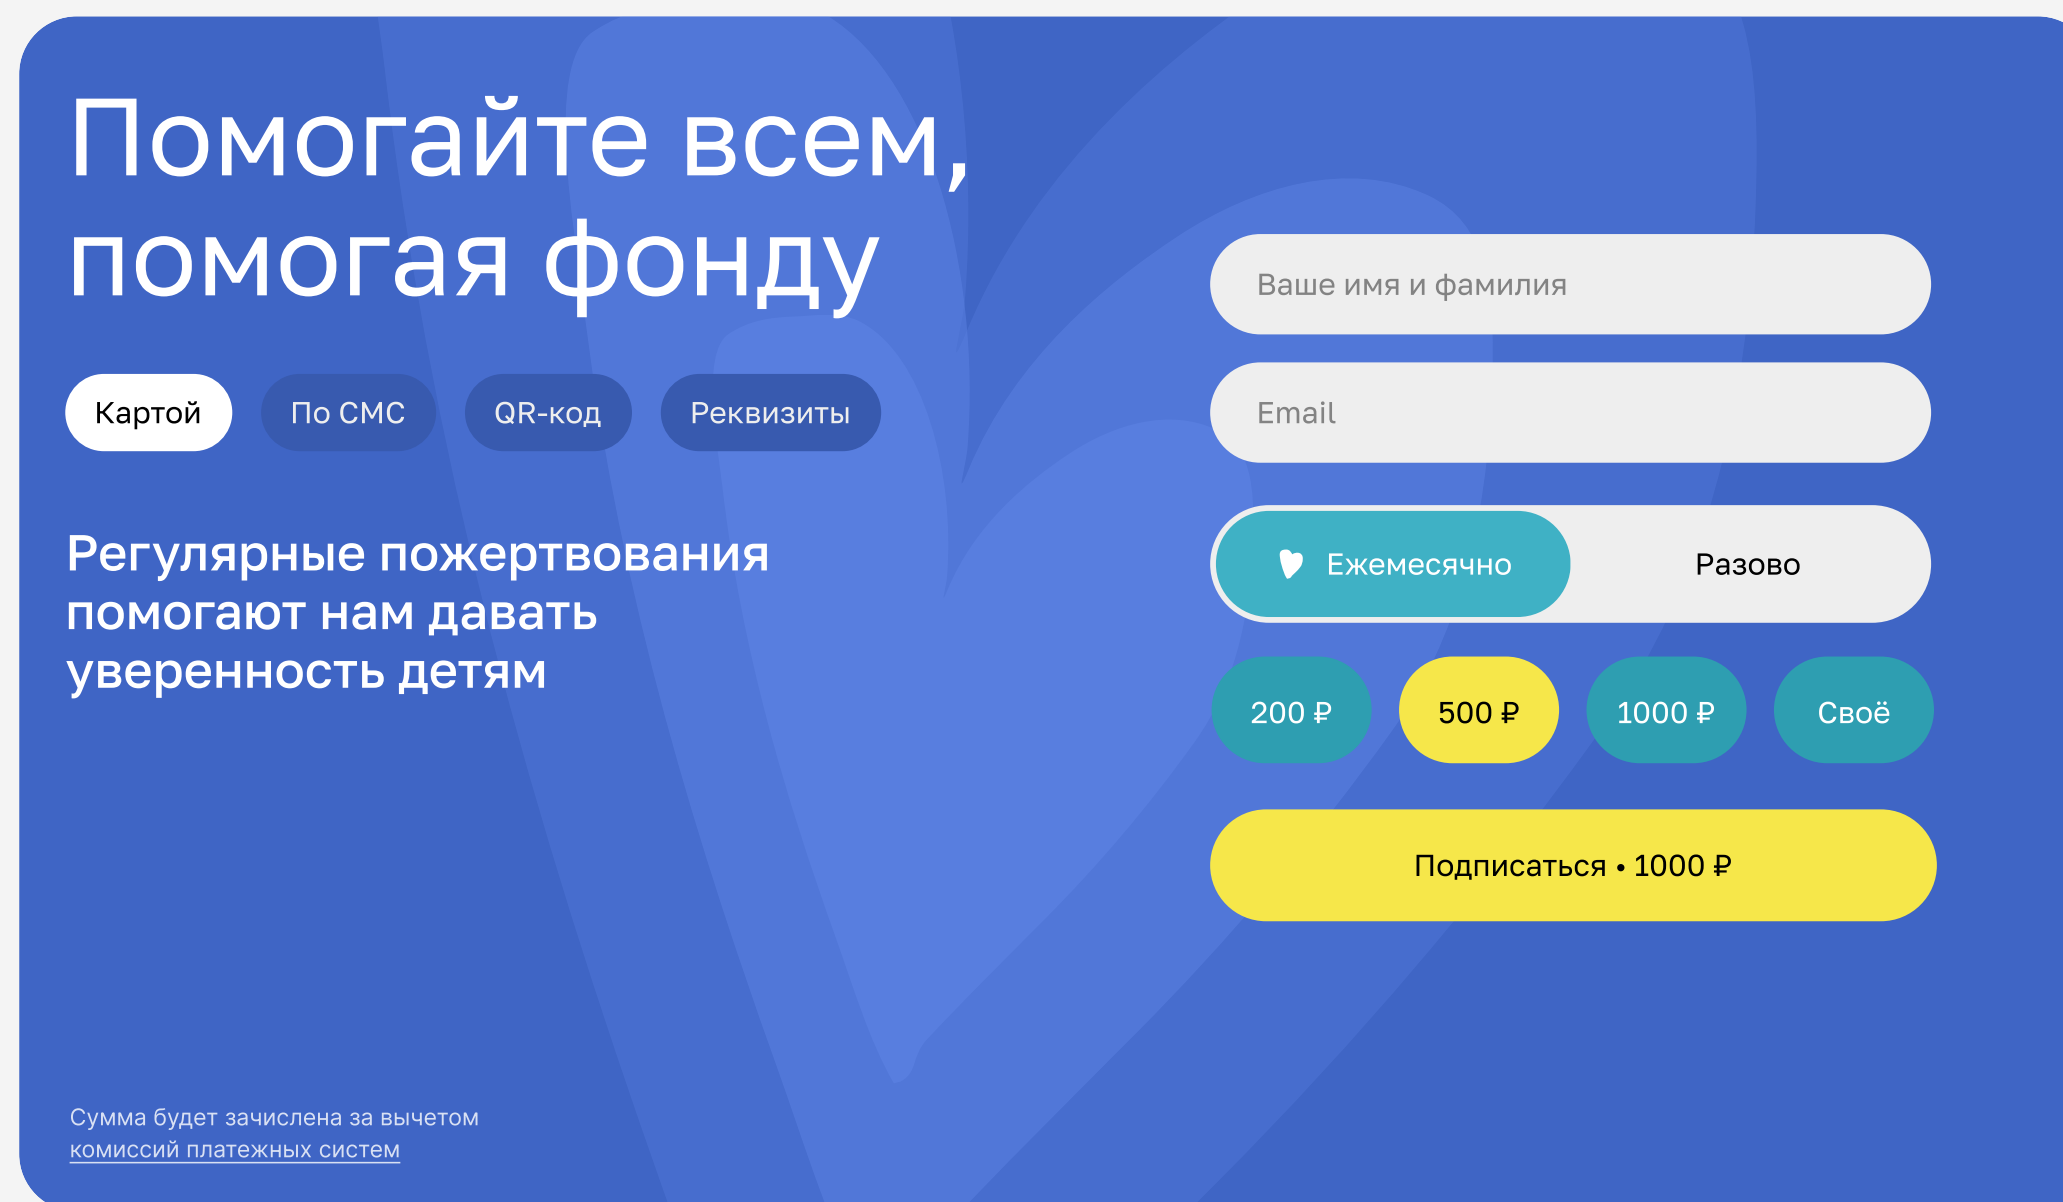 Помогайте всем,
помогая фонду
Картой
По СМС
QR-код
Реквизиты
Регулярные пожертвования
помогают нам давать
уверенность детям
Ваше имя и фамилия
Email
Ежемесячно
Разово
200 ₽
500 ₽
1000 ₽
Своё
Подписаться • 1000 ₽
Сумма будет зачислена за вычетом
комиссий платежных систем